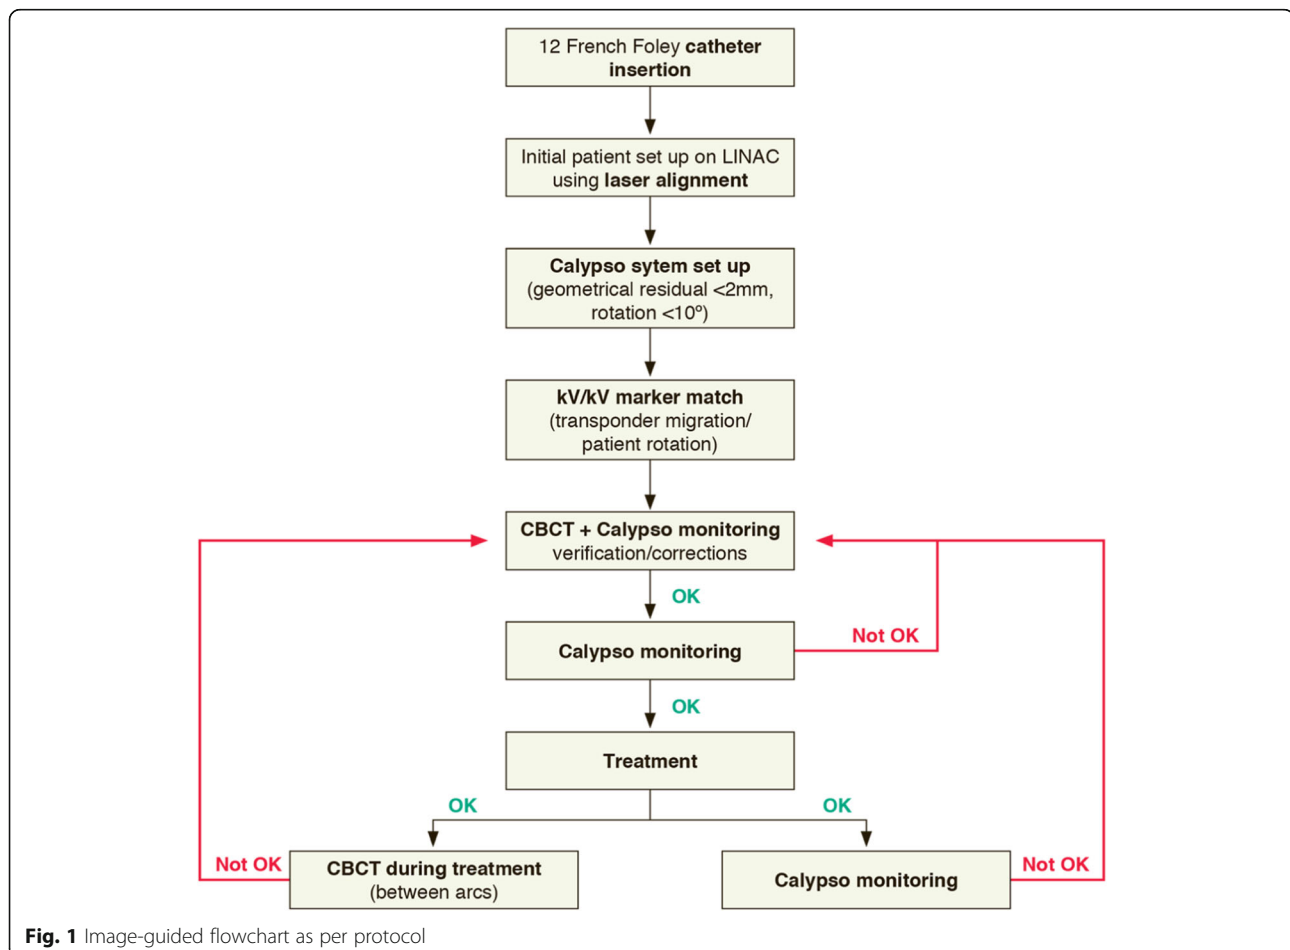 12 French Foley catheter
insertion
Initial patient set up on LINAC
using laser alignment
Calypso sytem set up
(geometrical residual <2mm,
rotation <10º)
kV/kV marker match
(transponder migration/
patient rotation)
CBCT + Calypso monitoring
verification/corrections
OK
Calypso monitoring
Not OK
OK
Treatment
OK
OK
Not OK
CBCT during treatment
(between arcs)
Calypso monitoring
Not OK
Fig. 1 Image-guided flowchart as per protocol